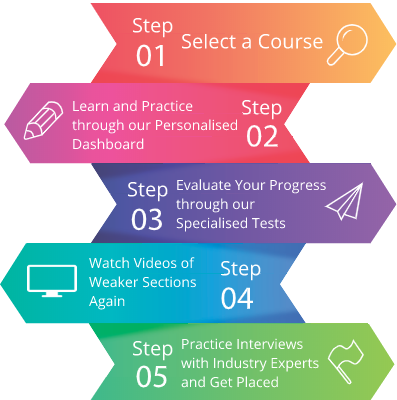 Step
01
Select a Course
Learn and Practice
through our Personalised
Dashboard
Step
02
Step
03
Evaluate Your Progress
through our
Specialised Tests
Watch Videos of
Weaker Sections
Again
Step
04
Step
05
Practice Interviews
with Industry Experts
and Get Placed